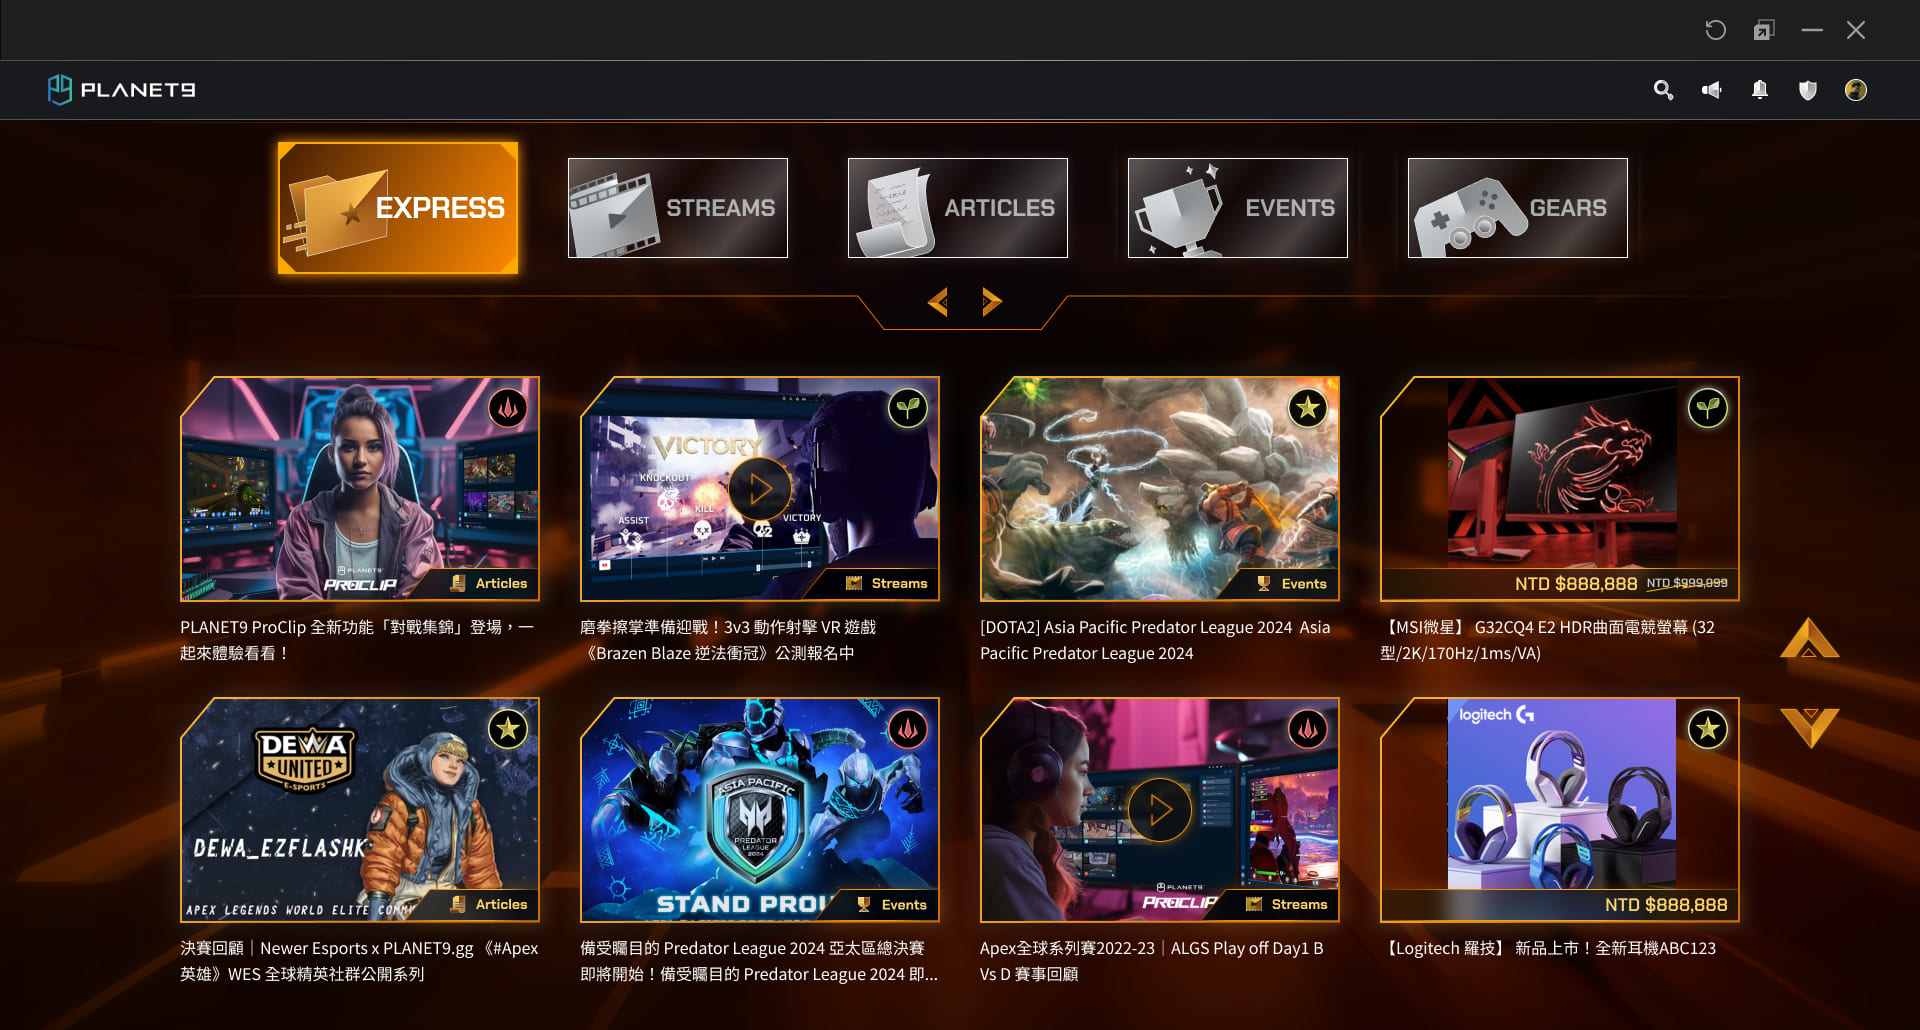 PLANET9
EXPRESS
STREAMS
ARTICLES
EVENTS
GEARS
PLANET9
PROCLIP
Articles
VICTORY
KNOCKOUT
KILL
ASSIST
VICTORY
Streams
Events
NTD $888,888 NTD $999,099
PLANET9 ProClip 全新功能「對戰集錦」登場，一
起來體驗看看！
磨拳擦掌準備迎戰！3v3 動作射擊 VR 遊戲
《Brazen Blaze 逆法衝冠》公測報名中
[DOTA2] Asia Pacific Predator League 2024 Asia
Pacific Predator League 2024
【MSI微星】 G32CQ4 E2 HDR曲面電競螢幕 (32
型/2K/170Hz/1ms/VA)
DEWA
UNITED
E-SPORTS
DEWA_EZFLASHK
APEX LEGENDS WORLD ELITE COMM
Articles
ASIA PACIFIC
PREDATOR
LEAGUE
2024
STAND PROU
Events
PLANET9
PROCLIP
Streams
logitech G
NTD $888,888
決賽回顧｜Newer Esports x PLANET9.gg 《#Apex
英雄》WES 全球精英社群公開系列
備受矚目的 Predator League 2024 亞太區總決賽
即將開始！備受矚目的 Predator League 2024 即...
Apex全球系列賽2022-23｜ALGS Play off Day1 B
Vs D 賽事回顧
【Logitech 羅技】 新品上市！全新耳機ABC123